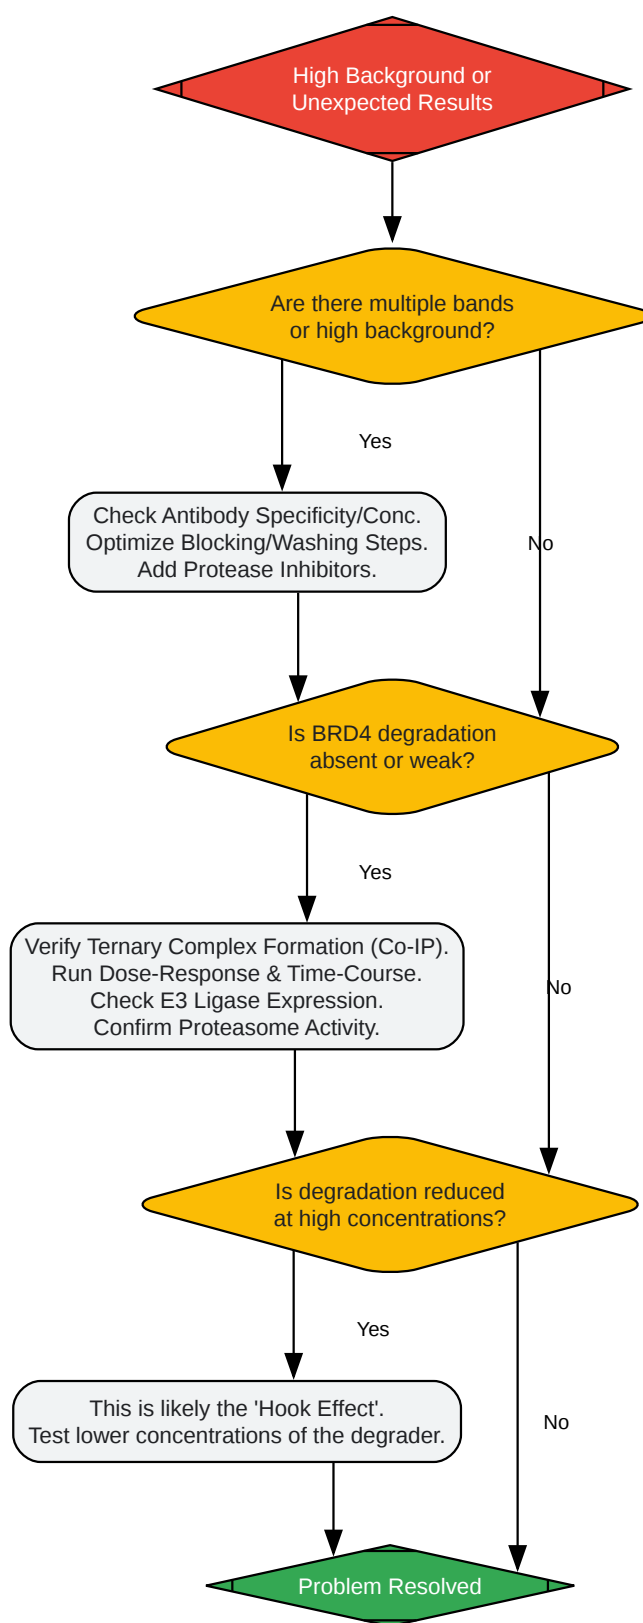 High Background or
Unexpected Results
Are there multiple bands
or high background?
Yes
Check Antibody Specificity/Conc.
Optimize Blocking/Washing Steps.
Add Protease Inhibitors.
No
Is BRD4 degradation
absent or weak?
Yes
Verify Ternary Complex Formation (Co-IP).
Run Dose-Response & Time-Course.
Check E3 Ligase Expression.
Confirm Proteasome Activity.
No
Is degradation reduced
at high concentrations?
Yes
This is likely the 'Hook Effect'.
Test lower concentrations of the degrader.
No
Problem Resolved